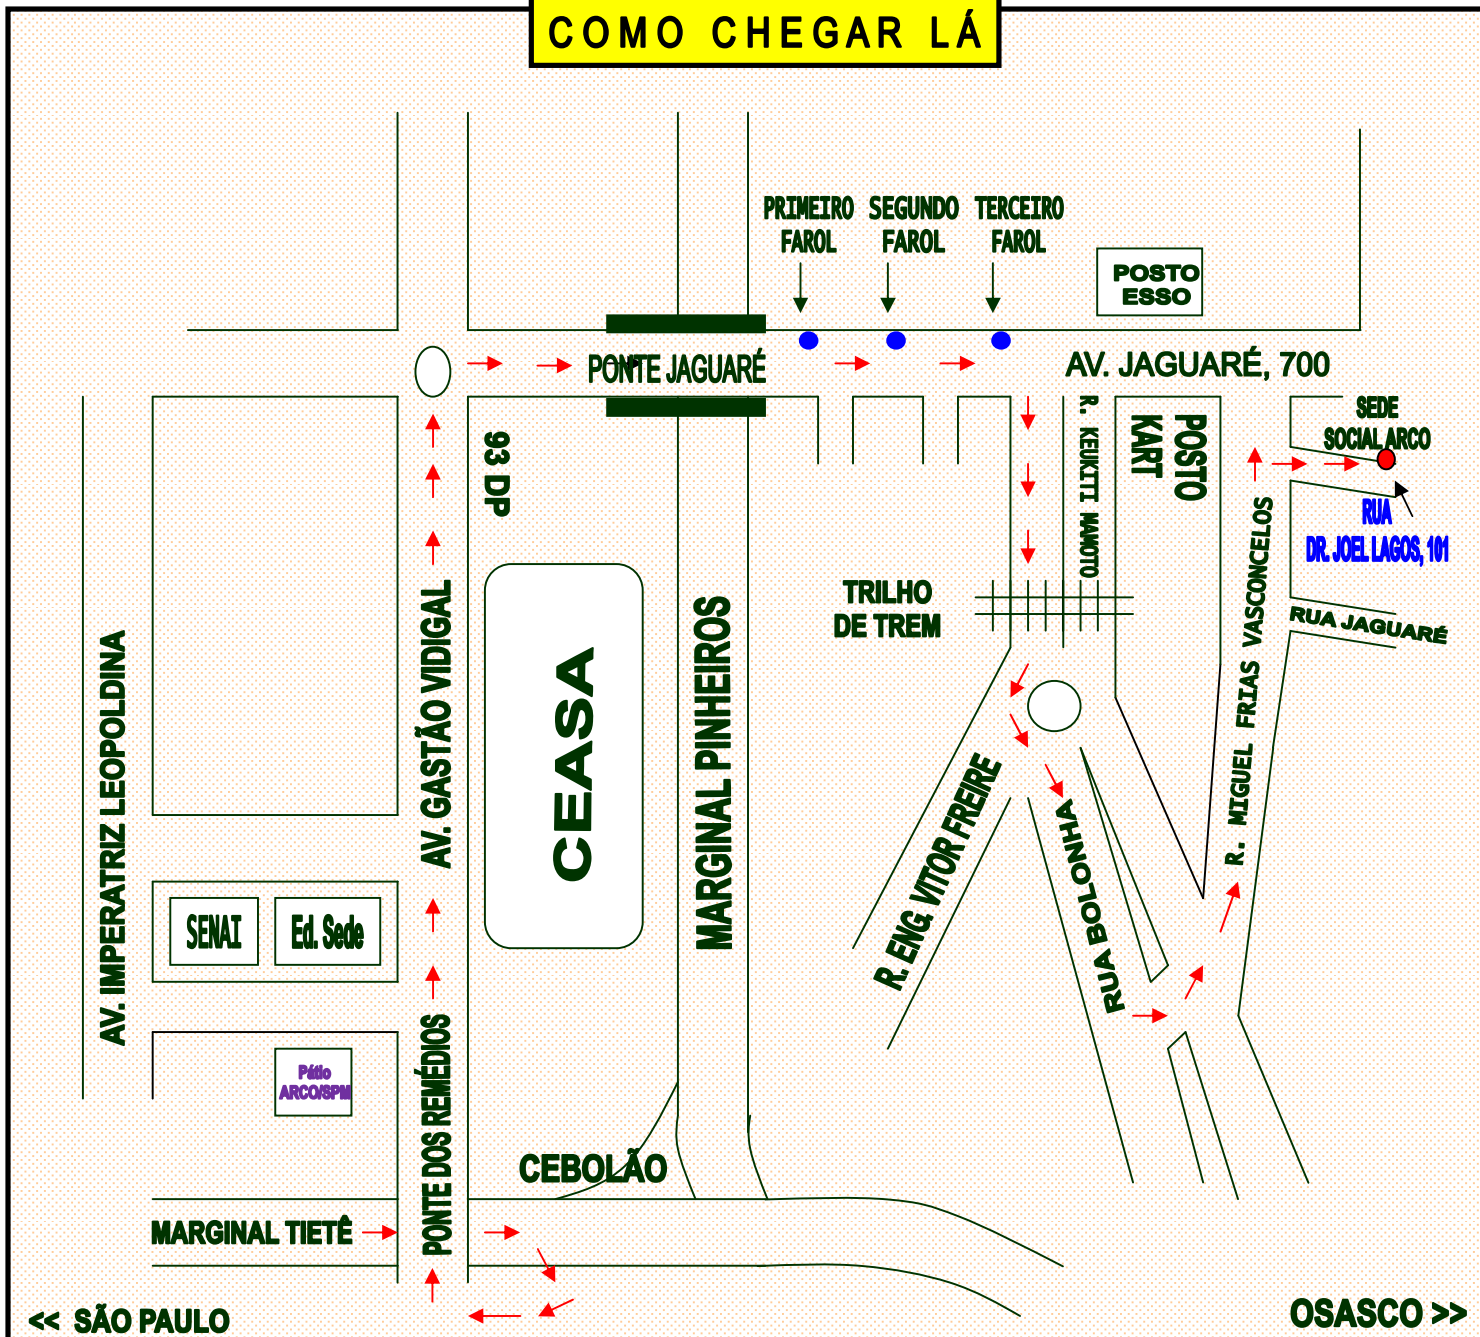 COMO CHEGAR LÁ
PRIMEIRO
FAROL
SEGUNDO
FAROL
TERCEIRO
FAROL
POSTO
ESSO
PONTE JAGUARÉ
AV. JAGUARÉ, 700
SEDE
SOCIAL ARCO
RUA
DR. JOEL LAGOS, 101
RUA JAGUARÉ
R. KEUKITI MAMOTO
POSTO
KART
R. MIGUEL FRIAS VASCONCELOS
93 DP
TRILHO
DE TREM
AV. IMPERATRIZ LEOPOLDINA
AV. GASTÃO VIDIGAL
CEASA
MARGINAL PINHEIROS
R. ENG. VITOR FREIRE
RUA BOLONHA
SENAI
Ed. Sede
Pátio
ARCO/SPM
PONTE DOS REMÉDIOS
CEBOLÃO
MARGINAL TIETÊ
<< SÃO PAULO
OSASCO >>